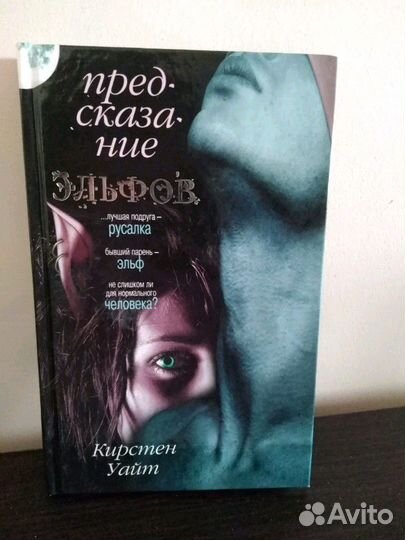 пред·
сказа·
ние
ЭЛЬФОВ
...лучшая подруга –
русалка
бывший парень –
эльф
не слишком ли
для нормального
человека?
Кирстен
Уайт
Avito